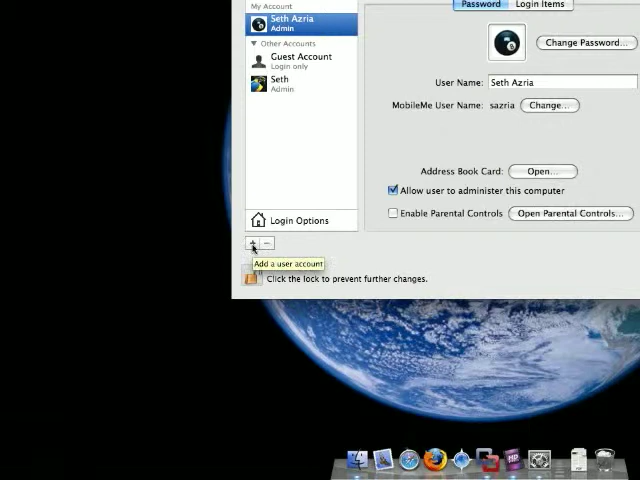 Password Login Items
My Account
Seth Azria
Admin
Other Accounts
Guest Account
Login only
Seth
Admin
Login Options
Change Password...
User Name: Seth Azria
MobileMe User Name: sazria Change...
Address Book Card: Open...
Allow user to administer this computer
Enable Parental Controls Open Parental Controls...
+ −
Add a user account
Click the lock to prevent further changes.
HD